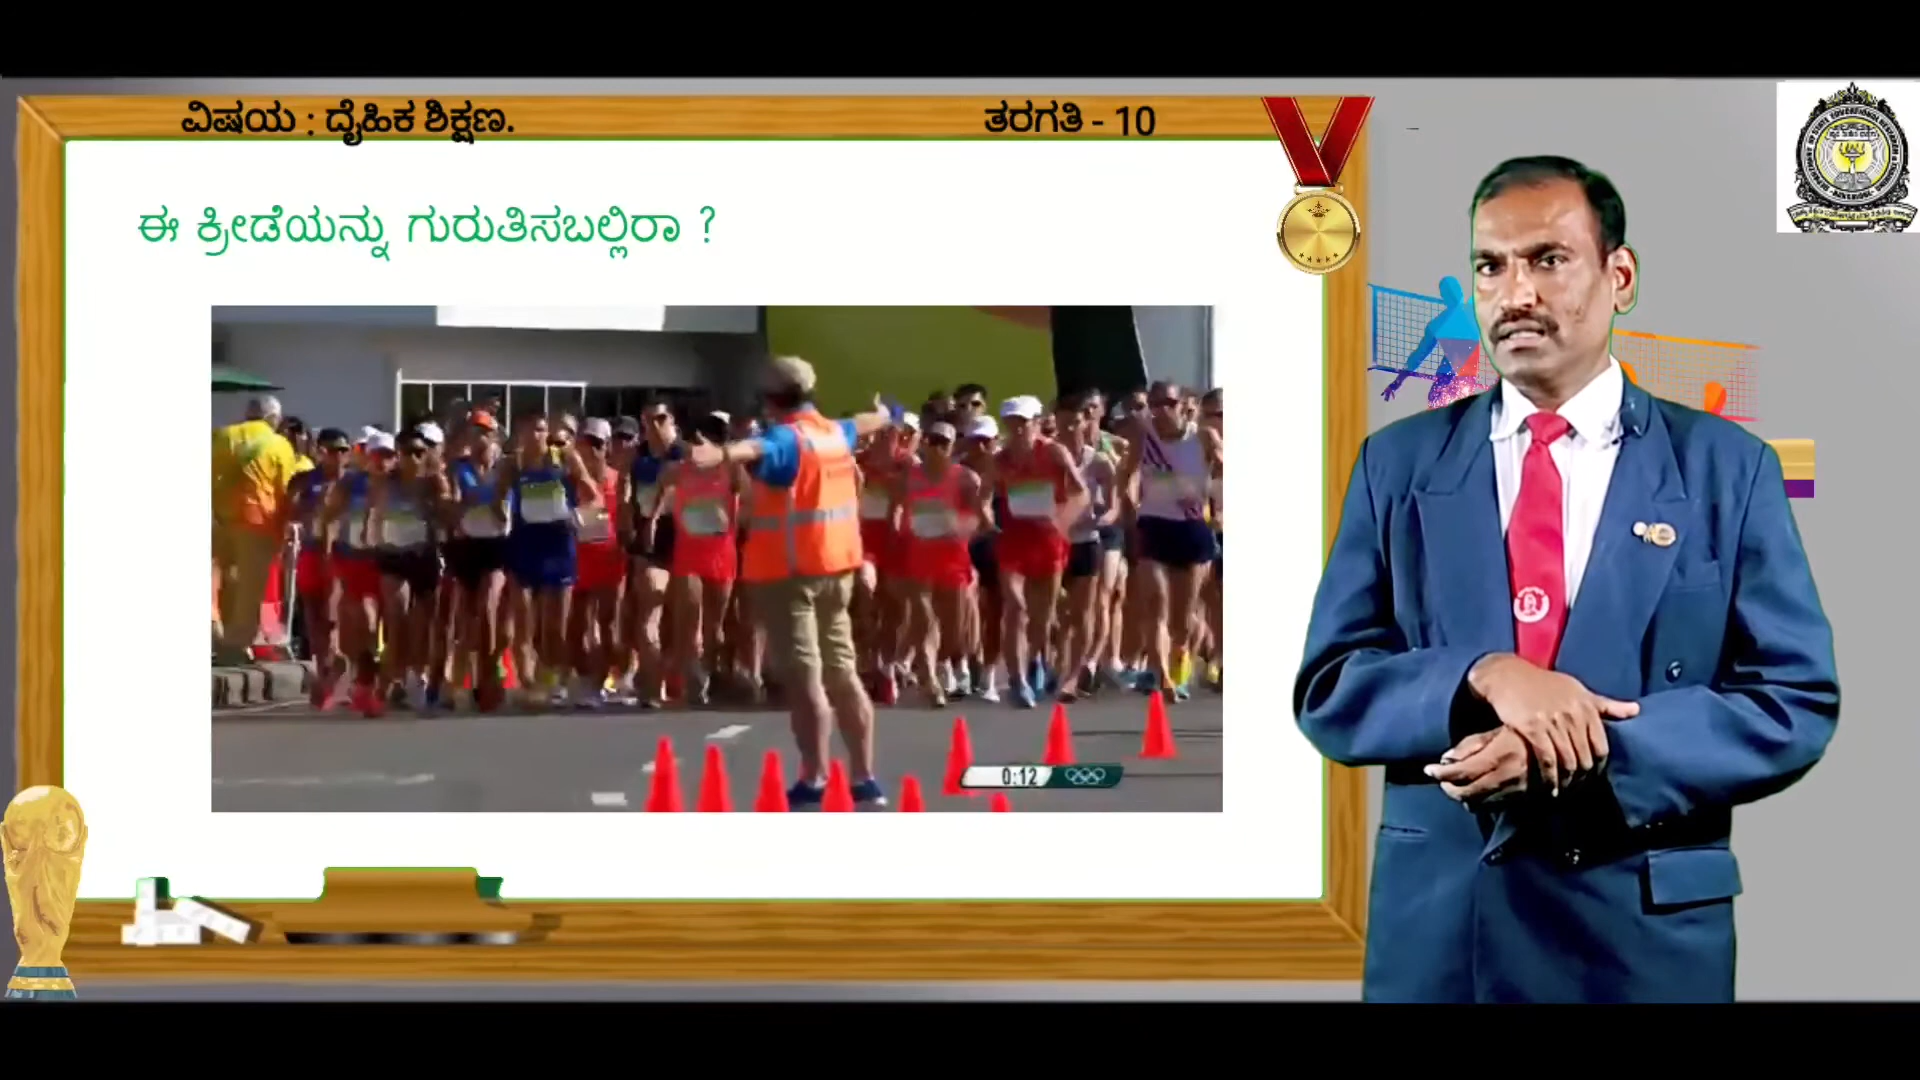 ವಿಷಯ : ದೈಹಿಕ ಶಿಕ್ಷಣ.
ತರಗತಿ - 10
ಈ ಕ್ರೀಡೆಯನ್ನು ಗುರುತಿಸಬಲ್ಲಿರಾ ?
0:12